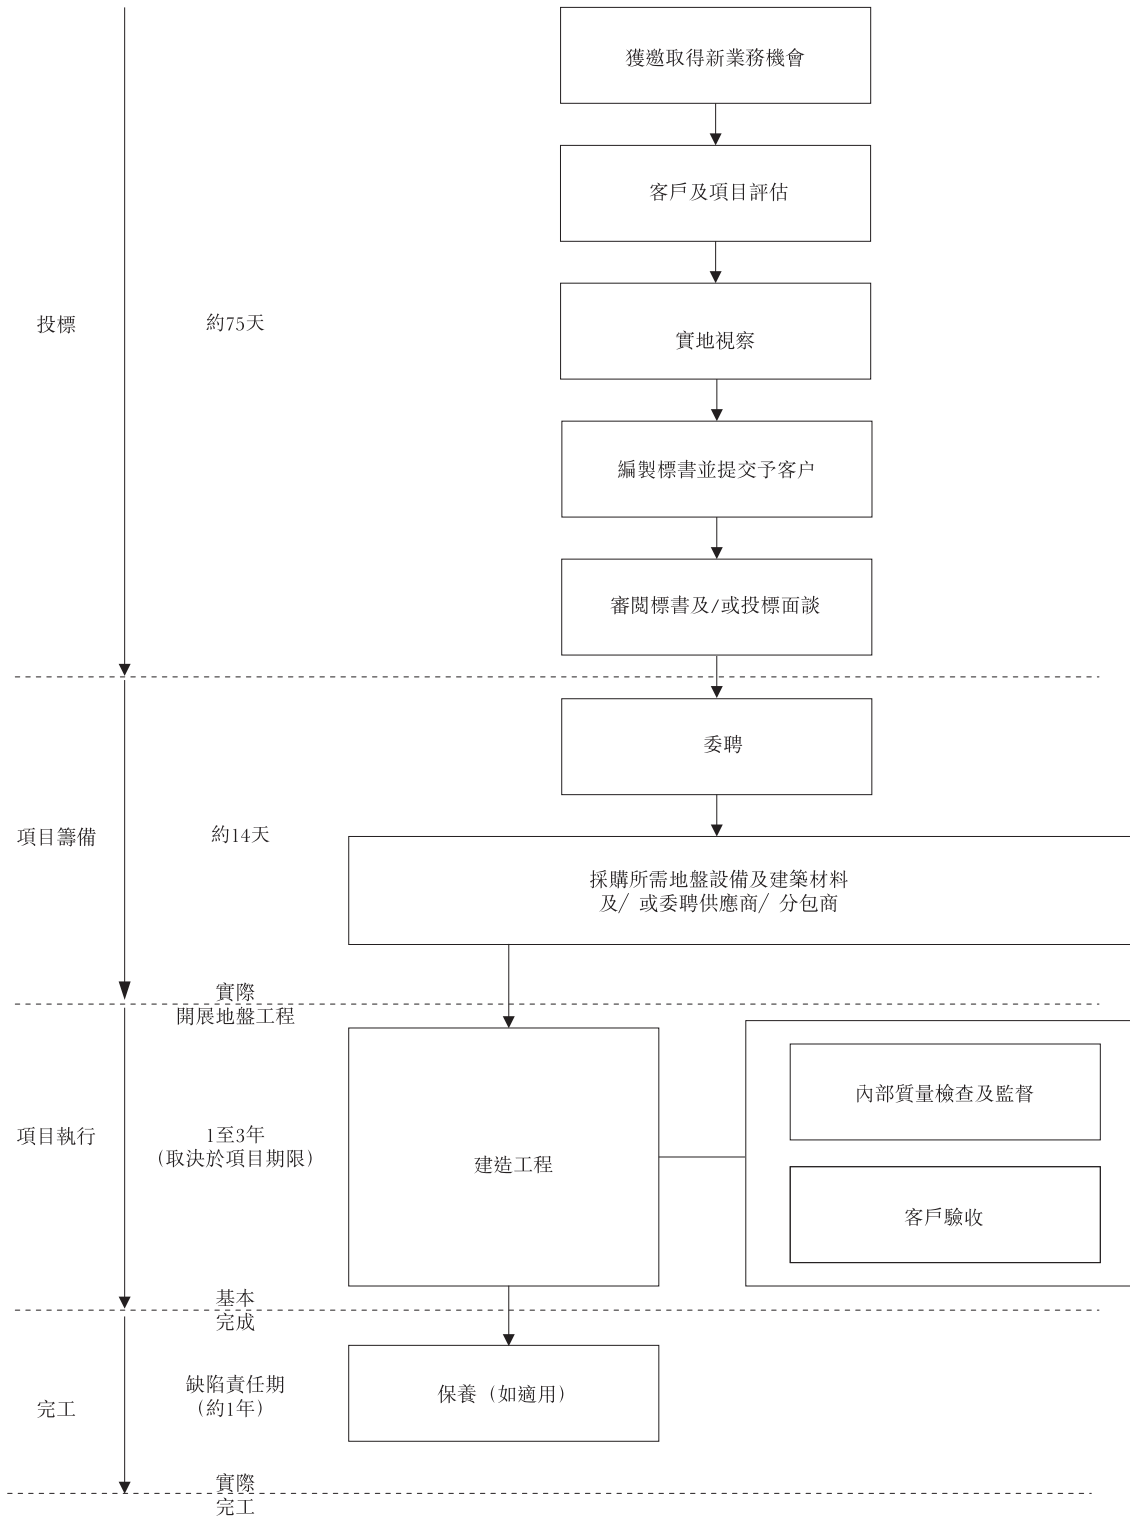 獲邀取得新業務機會
客戶及項目評估
投標
約75天
實地視察
編製標書並提交予客户
審閱標書及/或投標面談
委聘
項目籌備
約14天
採購所需地盤設備及建築材料
及/ 或委聘供應商/ 分包商
實際
開展地盤工程
內部質量檢查及監督
項目執行
1至3年
（取決於項目期限）
建造工程
客戶驗收
基本
完成
完工
缺陷責任期
（約1年）
保養（如適用）
實際
完工